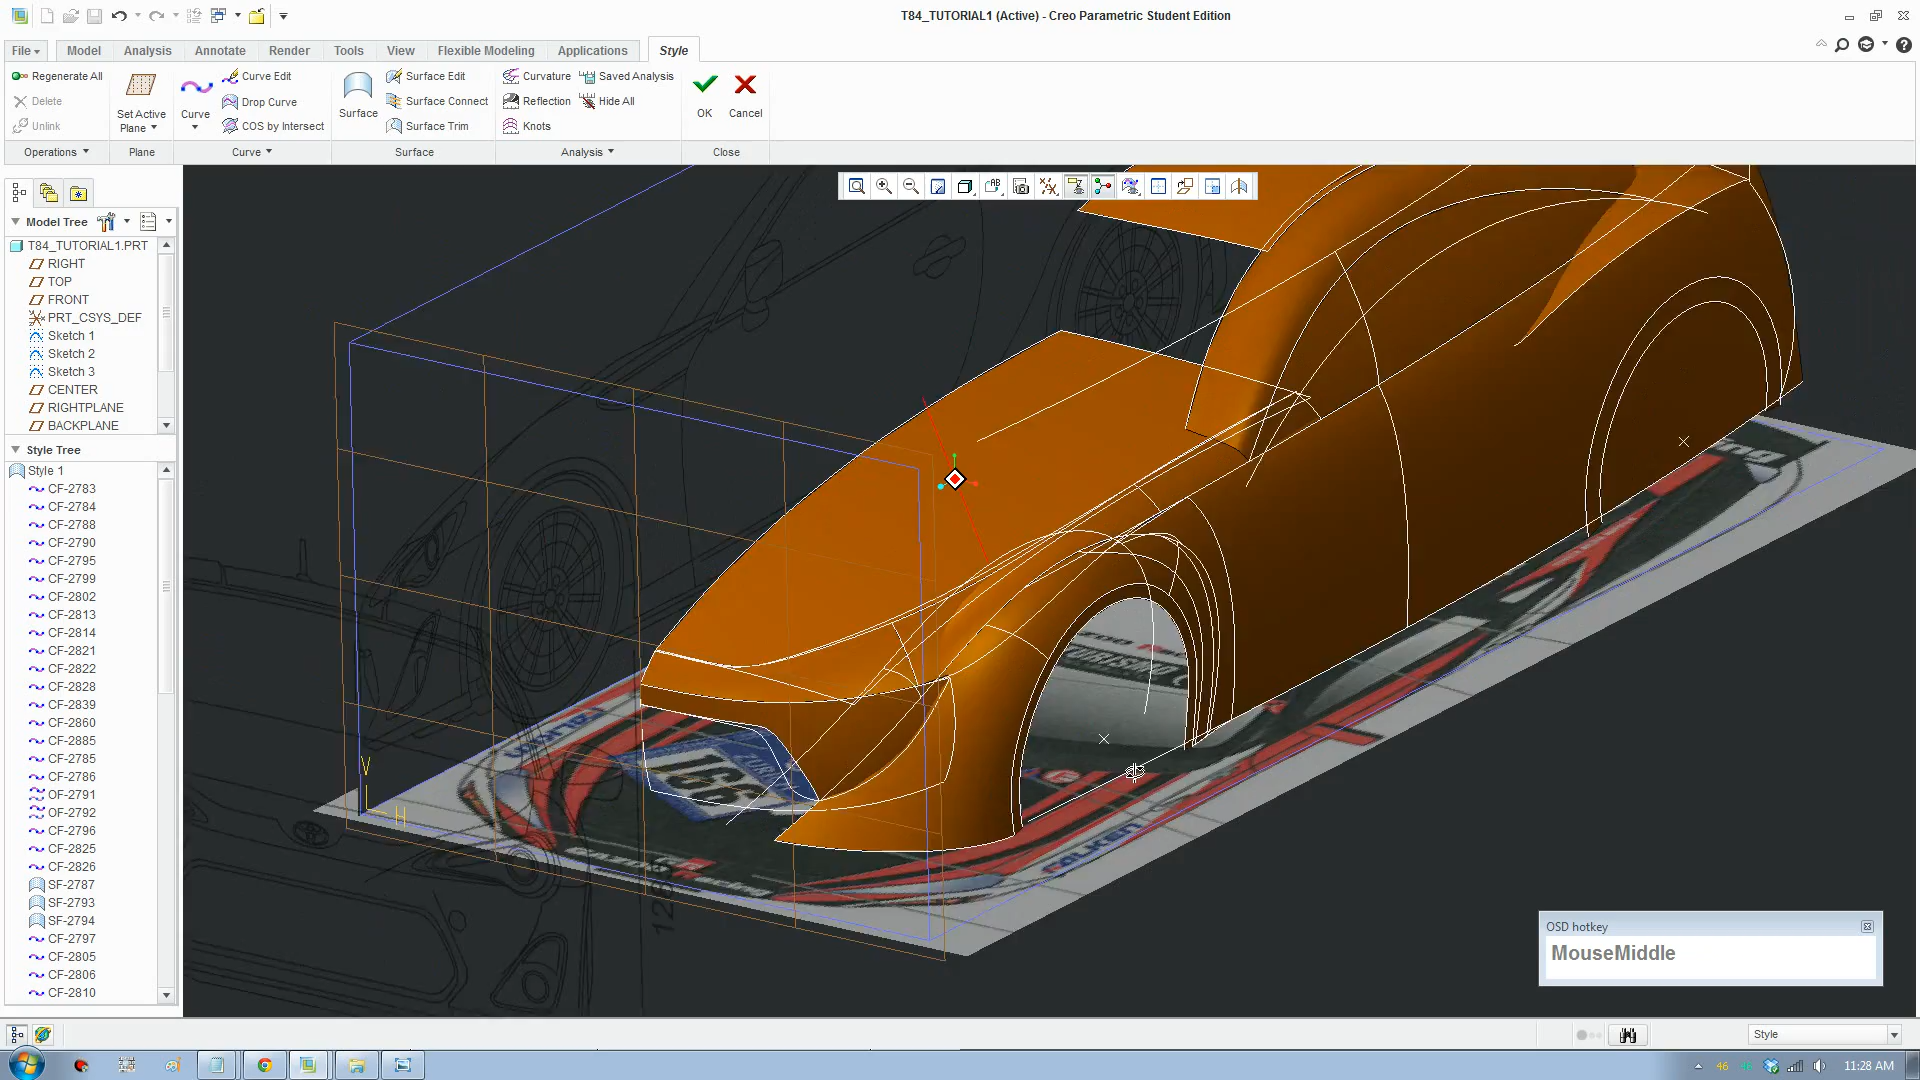 T84_TUTORIAL1 (Active) - Creo Parametric Student Edition
File
Model
Analysis
Annotate
Render
Tools
View
Flexible Modeling
Applications
Style
Regenerate All
Delete
Unlink
Set Active
Plane
Curve
Curve Edit
Drop Curve
COS by Intersect
Surface
Surface Edit
Surface Connect
Surface Trim
Curvature
Reflection
Knots
Saved Analysis
Hide All
OK
Cancel
Operations
Plane
Curve
Surface
Analysis
Close
Model Tree
T84_TUTORIAL1.PRT
RIGHT
TOP
FRONT
PRT_CSYS_DEF
Sketch 1
Sketch 2
Sketch 3
CENTER
RIGHTPLANE
BACKPLANE
Style Tree
Style 1
CF-2783
CF-2784
CF-2788
CF-2790
CF-2795
CF-2799
CF-2802
CF-2813
CF-2814
CF-2821
CF-2822
CF-2828
CF-2839
CF-2860
CF-2885
CF-2785
CF-2786
OF-2791
OF-2792
CF-2796
CF-2825
CF-2826
SF-2787
SF-2793
SF-2794
CF-2797
CF-2805
CF-2806
CF-2810
V
H
166
FALKEN
OSD hotkey
MouseMiddle
Style
46
11:28 AM